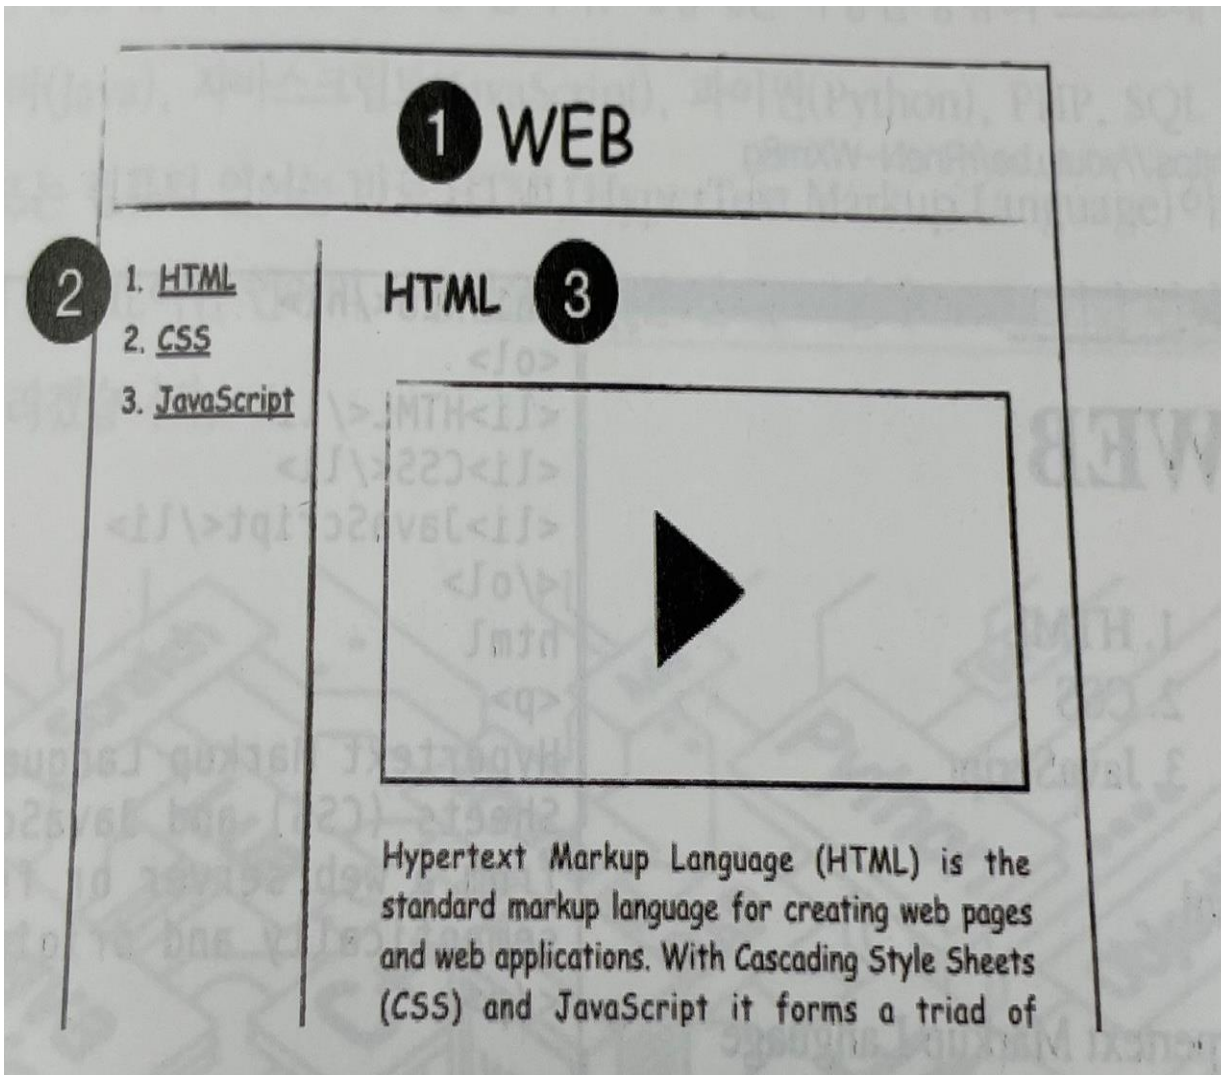 1 WEB
2
1. HTML
2. CSS
3. JavaScript
HTML 3
Hypertext Markup Language (HTML) is the
standard markup language for creating web pages
and web applications. With Cascading Style Sheets
(CSS) and JavaScript it forms a triad of